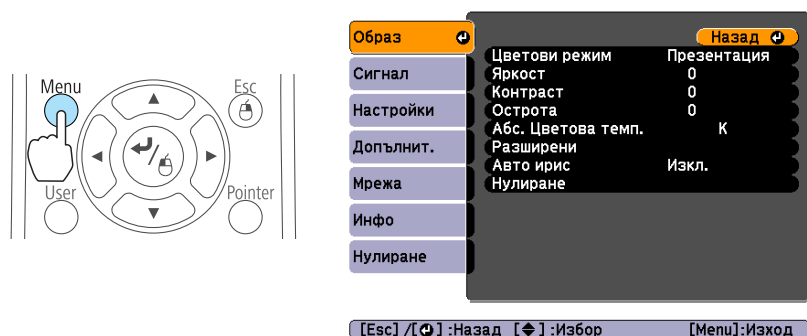 Menu
Esc
User
Pointer
Образ
Сигнал
Настройки
Допълнит.
Мрежа
Инфо
Нулиране
Назад
Цветови режим Презентация
Яркост 0
Контраст 0
Острота 0
Абс. Цветова темп. К
Разширени
Авто ирис Изкл.
Нулиране
[Esc] /[ ] :Назад [ ] :Избор [Menu]:Изход